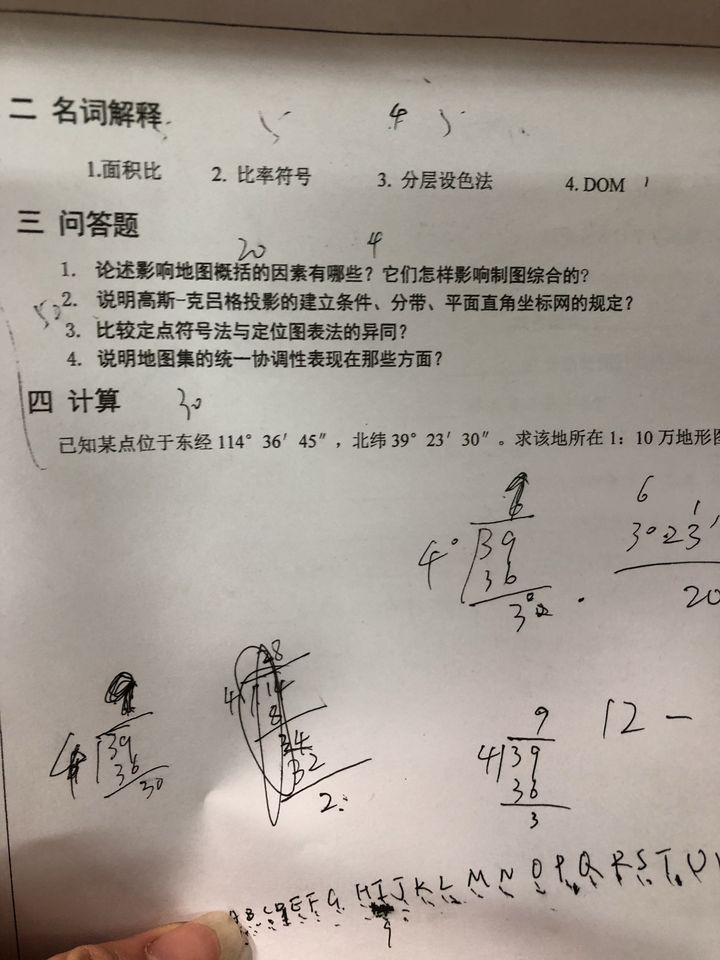 二 名词解释
5 4 5
1.面积比 2. 比率符号 3. 分层设色法 4. DOM
三 问答题
20 4
1. 论述影响地图概括的因素有哪些？它们怎样影响制图综合的？
2. 说明高斯-克吕格投影的建立条件、分带、平面直角坐标网的规定？
50
3. 比较定点符号法与定位图表法的异同？
4. 说明地图集的统一协调性表现在那些方面？
四 计算 30
已知某点位于东经 114° 36′ 45″，北纬 39° 23′ 30″。求该地所在 1：10 万地形
6
4° 39 3°23′
36
20
28
4 14
8
39 34
36 32
30 2
9 12 —
4 39
36
3
A B C D E F G H I J K L M N O P Q R S T U
9